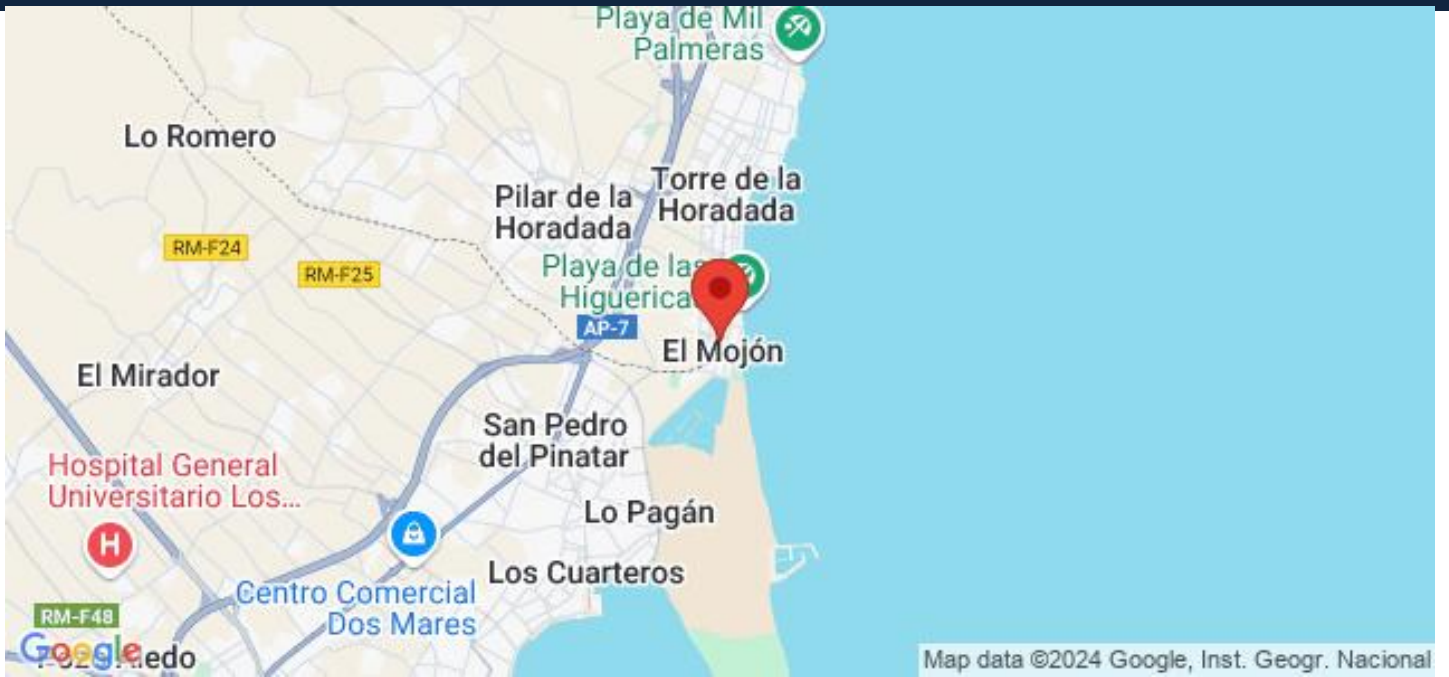 Playa de Mil
Palmeras
Lo Romero
Pilar de la
Horadada
Torre de la
Horadada
RM-F24
RM-F25
Playa de las
Higuericas
AP-7
El Mojón
El Mirador
San Pedro
del Pinatar
Hospital General
Universitario Los...
H
Lo Pagán
Los Cuarteros
Centro Comercial
Dos Mares
RM-F48
Google
Map data ©2024 Google, Inst. Geogr. Nacional